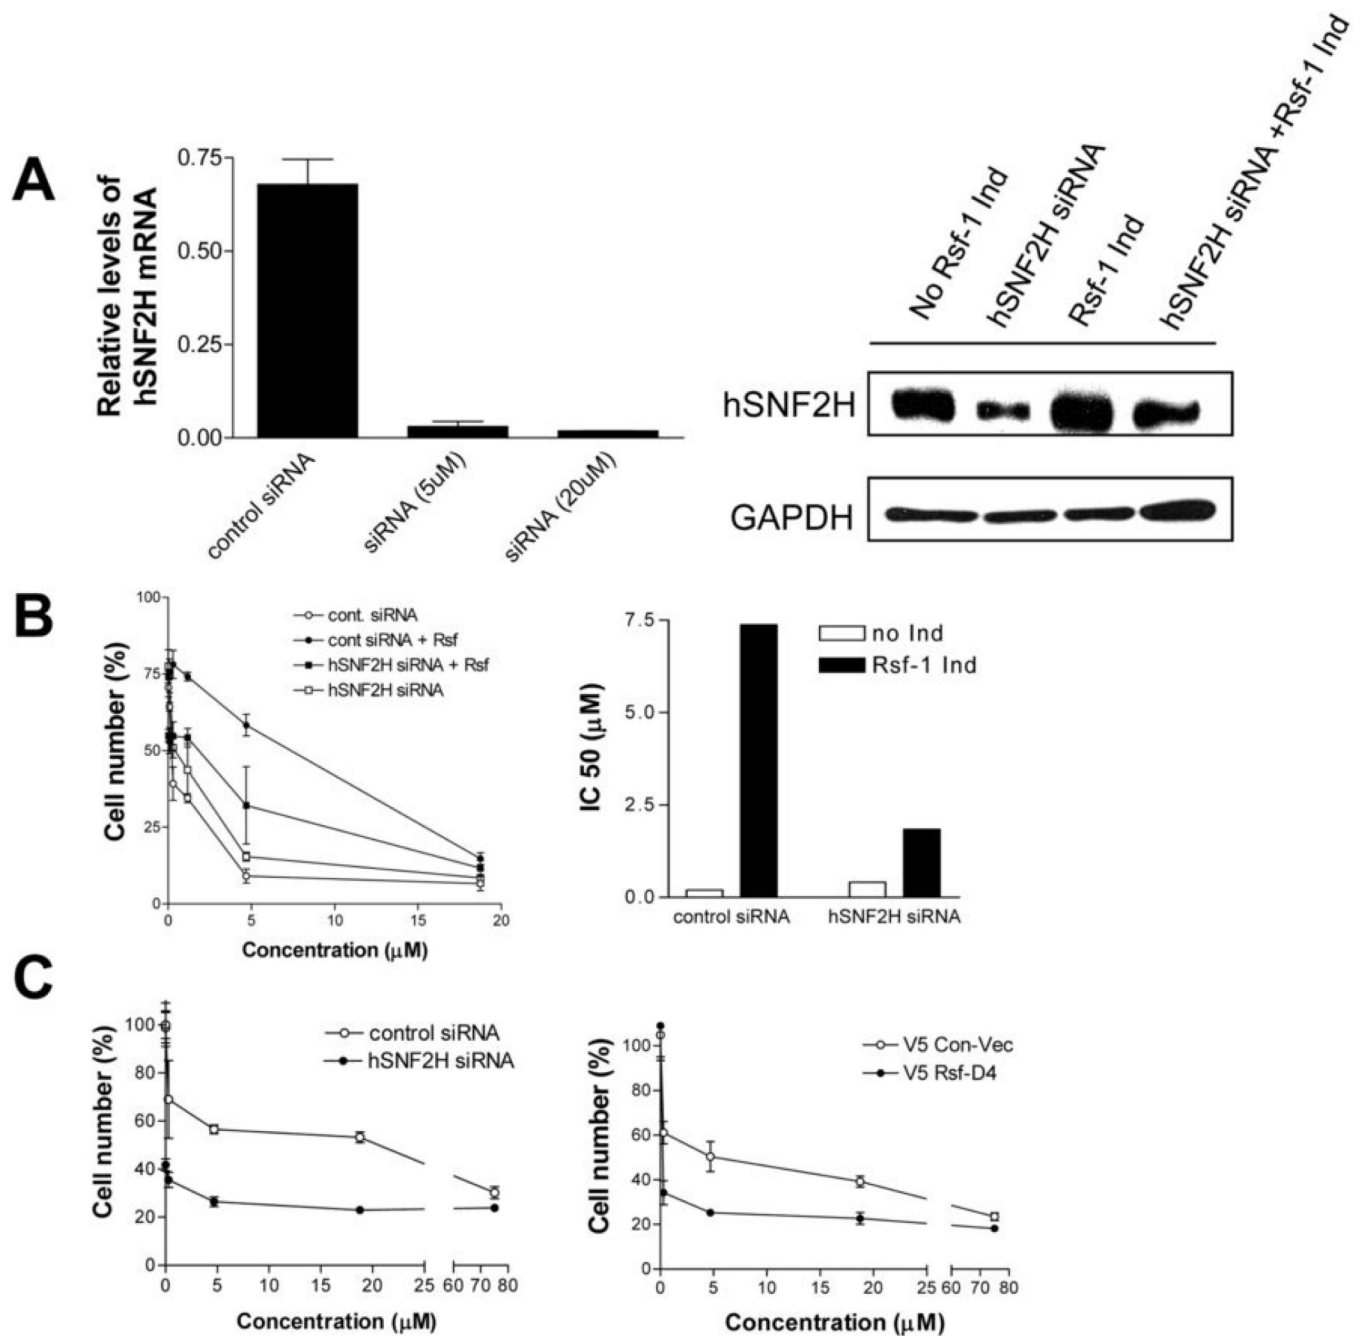 A
Relative levels of
hSNF2H mRNA
0.75
0.50
0.25
0.00
control siRNA
siRNA (5uM)
siRNA (20uM)
No Rsf-1 Ind
hSNF2H siRNA
Rsf-1 Ind
hSNF2H siRNA +Rsf-1 Ind
hSNF2H
GAPDH
B
Cell number (%)
100
75
50
25
0
0 5 10 15 20
Concentration (μM)
cont. siRNA
cont siRNA + Rsf
hSNF2H siRNA + Rsf
hSNF2H siRNA
IC 50 (μM)
7.5
5.0
2.5
0.0
control siRNA hSNF2H siRNA
no Ind
Rsf-1 Ind
C
Cell number (%)
100
80
60
40
20
0
0 5 10 15 20 25 60 70 80
Concentration (μM)
control siRNA
hSNF2H siRNA
Cell number (%)
100
80
60
40
20
0
0 5 10 15 20 25 60 70 80
Concentration (μM)
V5 Con-Vec
V5 Rsf-D4